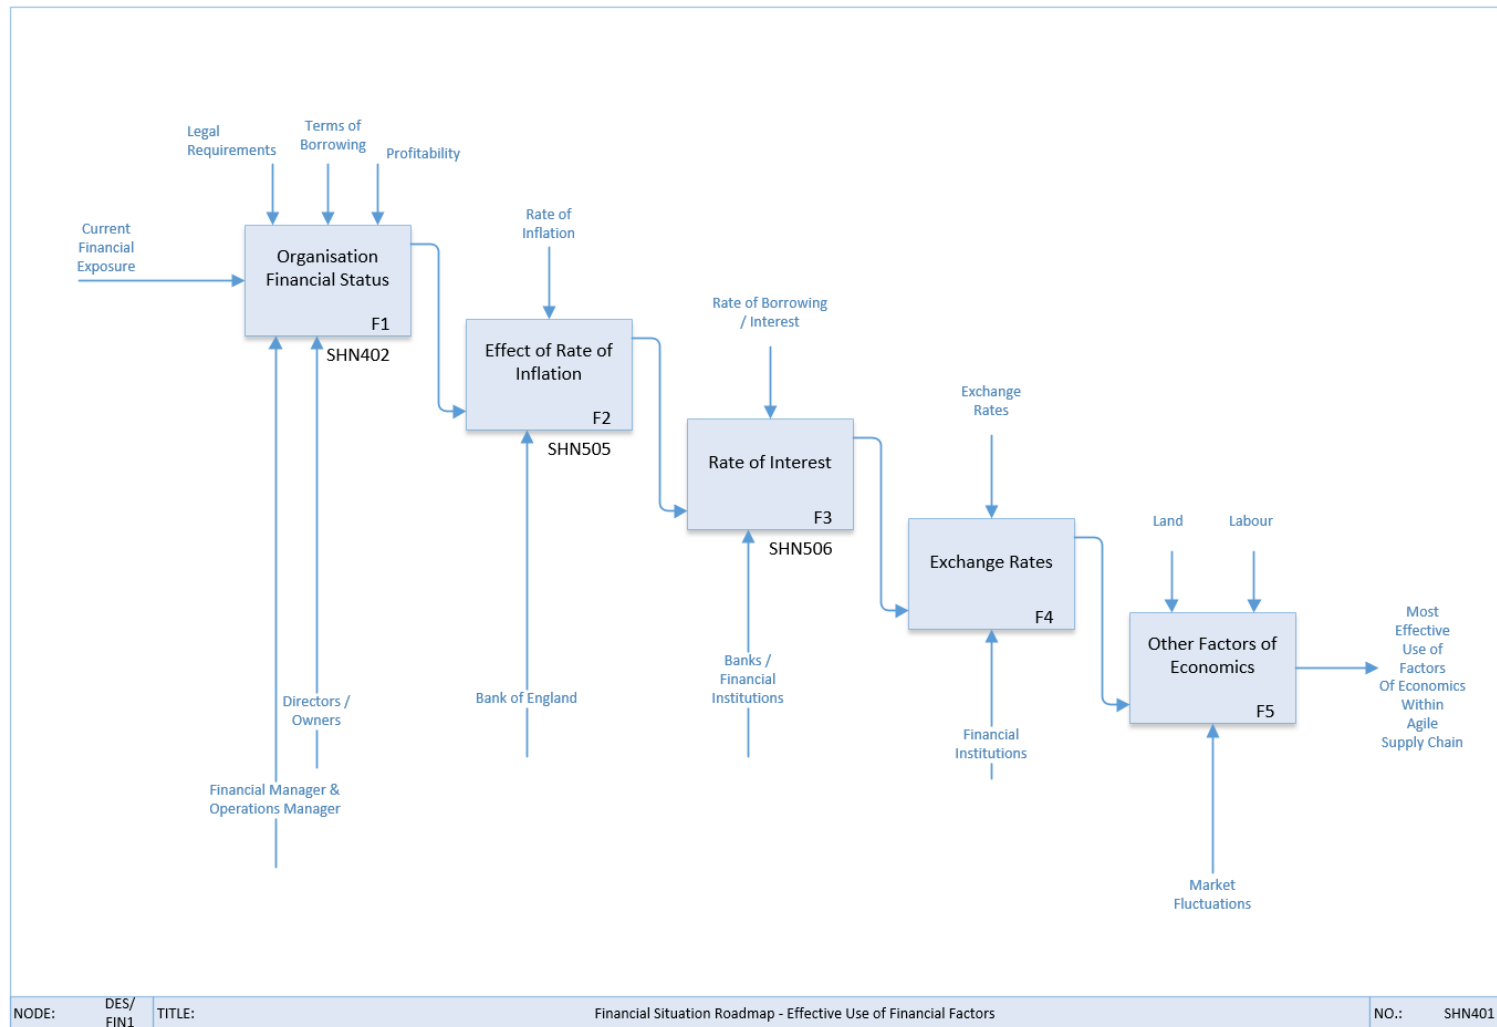 Legal
Requirements
Terms of
Borrowing
Profitability
Current
Financial
Exposure
Organisation
Financial Status
F1
SHN402
Rate of
Inflation
Effect of Rate of
Inflation
F2
SHN505
Rate of Borrowing
/ Interest
Rate of Interest
F3
SHN506
Exchange
Rates
Exchange Rates
F4
Land
Labour
Other Factors of
Economics
F5
Most
Effective
Use of
Factors
Of Economics
Within
Agile
Supply Chain
Directors /
Owners
Financial Manager &
Operations Manager
Bank of England
Banks /
Financial
Institutions
Financial
Institutions
Market
Fluctuations
NODE:
DES/
FIN1
TITLE:
Financial Situation Roadmap - Effective Use of Financial Factors
NO.:
SHN401